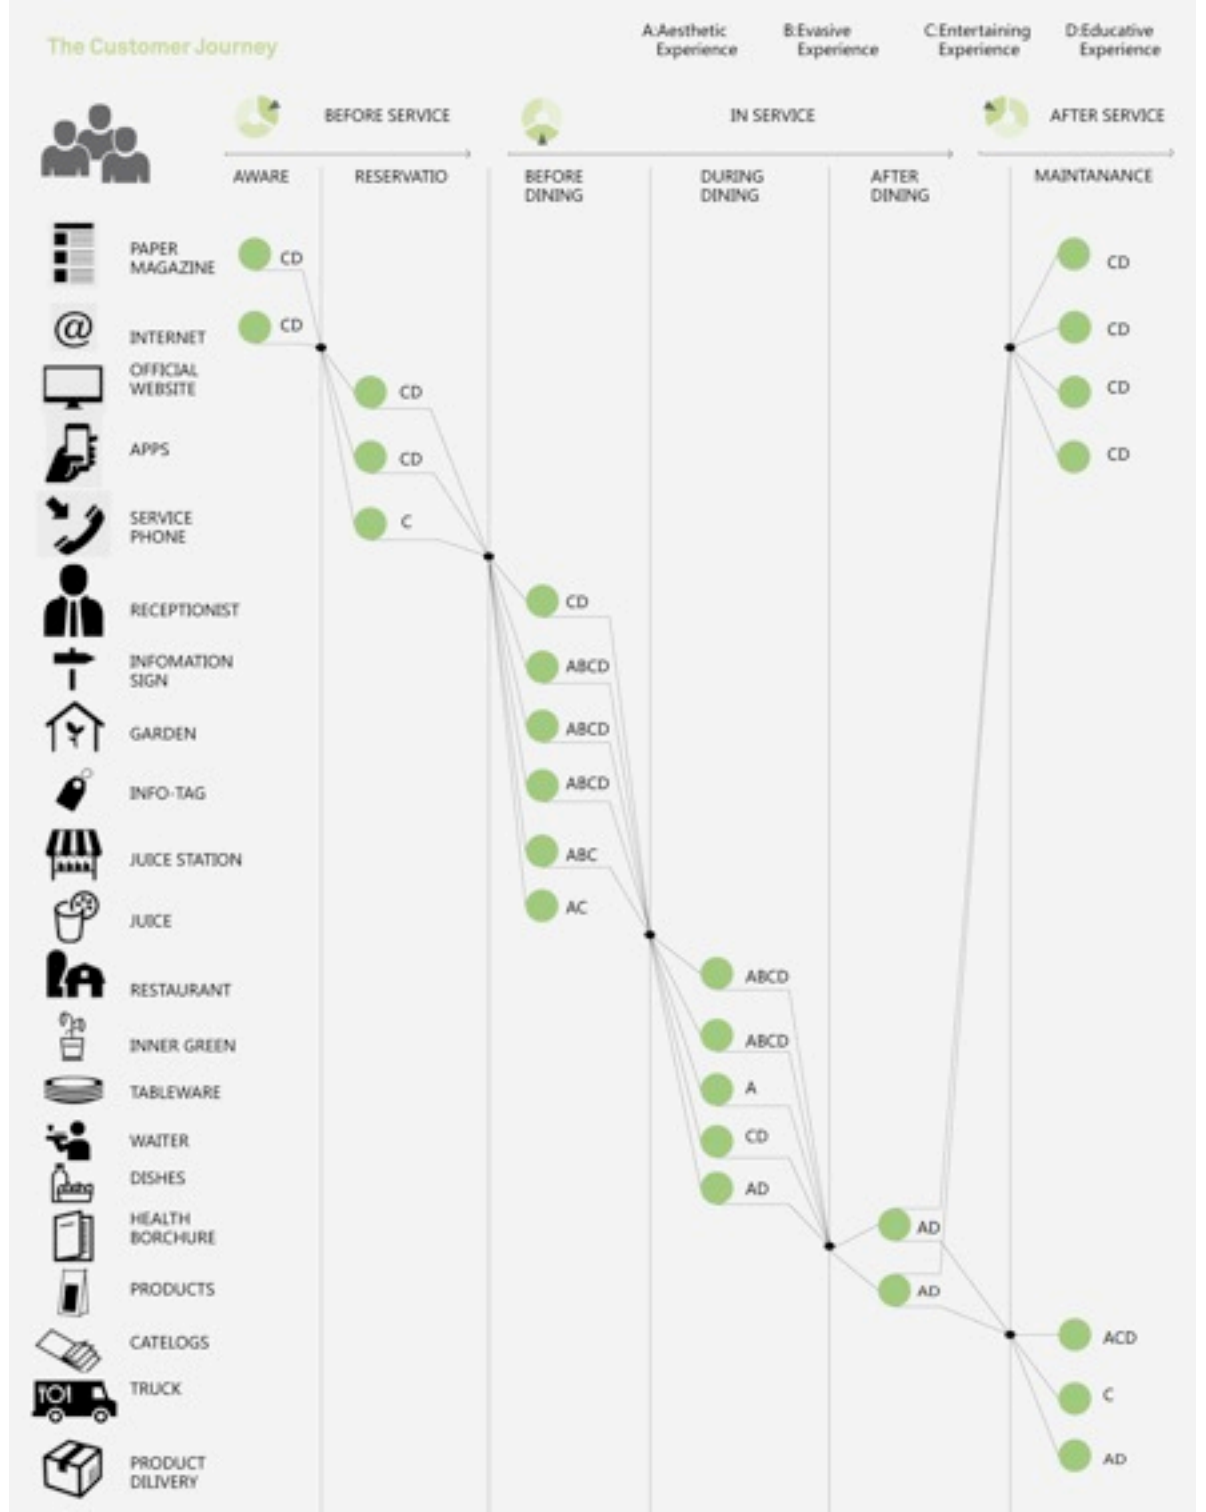 The Customer Journey
A:Aesthetic
Experience
B:Evasive
Experience
C:Entertaining
Experience
D:Educative
Experience
BEFORE SERVICE
IN SERVICE
AFTER SERVICE
AWARE
RESERVATIO
BEFORE
DINING
DURING
DINING
AFTER
DINING
MAINTANANCE
PAPER
MAGAZINE
CD
CD
@
INTERNET
CD
CD
OFFICIAL
WEBSITE
CD
CD
APPS
CD
CD
SERVICE
PHONE
C
RECEPTIONIST
CD
INFOMATION
SIGN
ABCD
GARDEN
ABCD
INFO-TAG
ABCD
JUICE STATION
ABC
JUICE
AC
RESTAURANT
ABCD
INNER GREEN
ABCD
TABLEWARE
A
WAITER
CD
DISHES
AD
HEALTH
BORCHURE
AD
PRODUCTS
AD
CATELOGS
ACD
TRUCK
C
PRODUCT
DILIVERY
AD